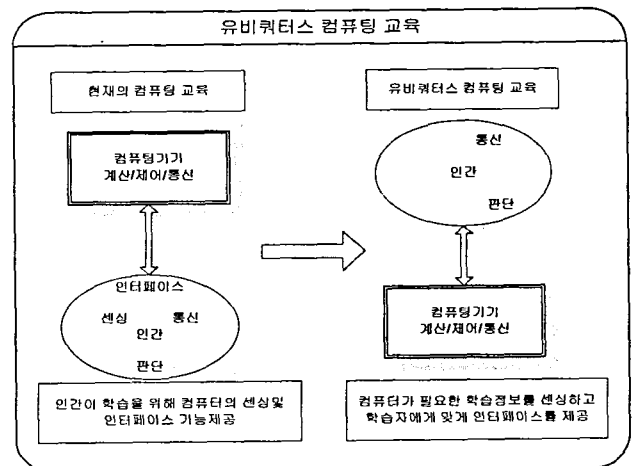 유비쿼터스 컴퓨팅 교육
현재의 컴퓨팅 교육
컴퓨팅기기
계산/제어/통신
인터페이스
센싱 통신
인간
판단
인간이 학습을 위해 컴퓨터의 센싱및
인터페이스 기능제공
유비쿼터스 컴퓨팅 교육
통신
인간
판단
컴퓨팅기기
계산/제어/통신
컴퓨터가 필요한 학습정보를 센싱하고
학습자에게 맞게 인터페이스를 제공